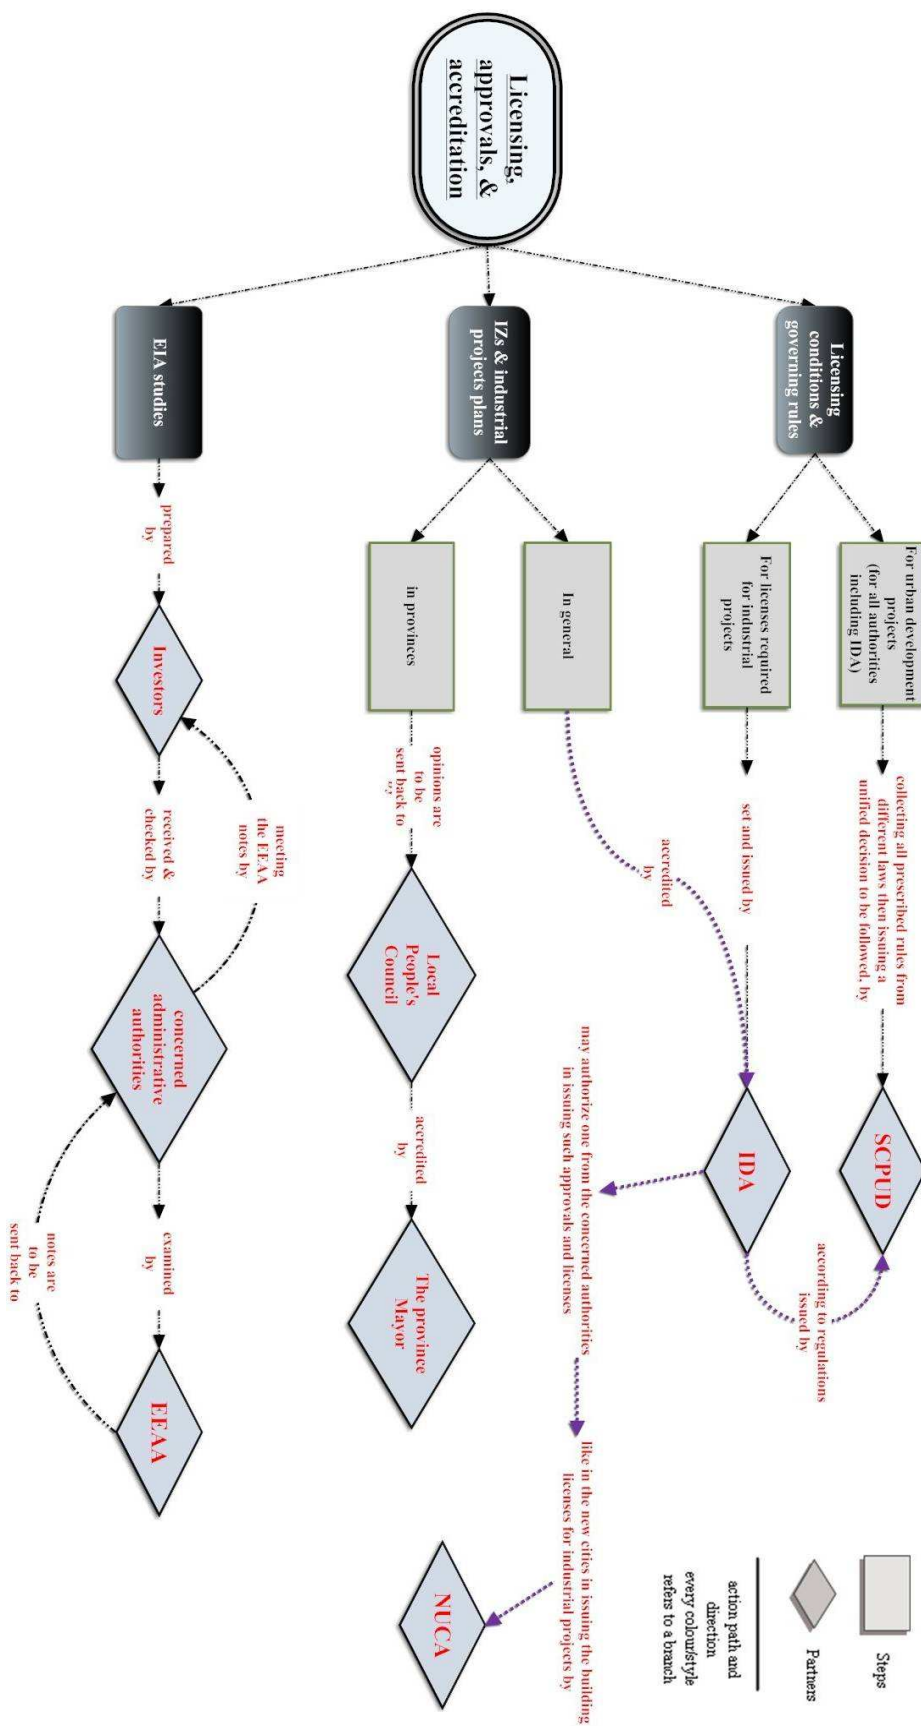 Licensing,
approvals, &
accreditation
Licensing
conditions &
governing rules
For urban development
projects
(for all authorities
including IDA)
collecting all prescribed rules from
different laws then issuing a
unified decision to be followed, by
SCPUD
For licenses required
for industrial
projects
set and issued by
IDA
according to regulations
issued by
IZs & industrial
projects plans
In general
accredited
by
may authorize one from the concerned authorities
in issuing such approvals and licenses
like in the new cities in issuing the building
licenses for industrial projects by
NUCA
in provinces
opinions are
to be
sent back to
Local
People's
Council
accredited
by
The province
Mayor
EIA studies
prepared
by
Investors
received &
checked by
concerned
administrative
authorities
meeting
the EEAA
notes by
examined
by
EEAA
notes are
to be
sent back to
Steps
Partners
action path and
direction
every colour/style
refers to a branch